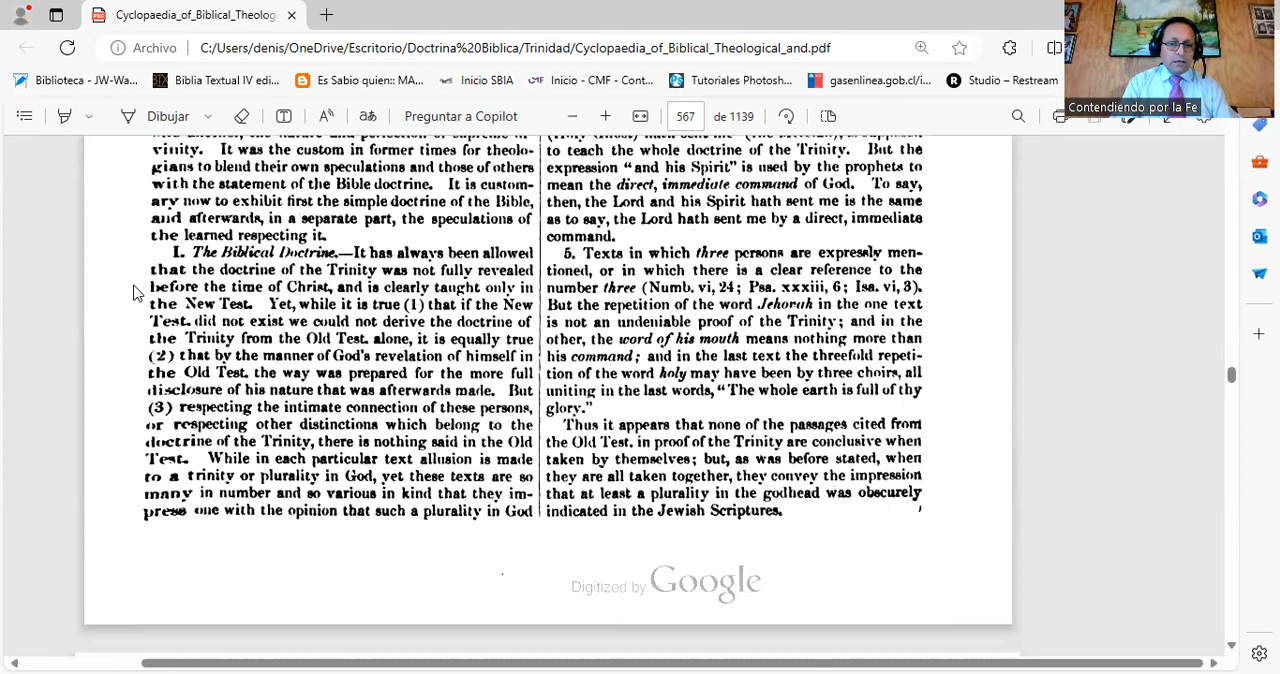 Cyclopaedia_of_Biblical_Theolog
Archivo
C:/Users/denis/OneDrive/Escritorio/Doctrina%20Biblica/Trinidad/Cyclopaedia_of_Biblical_Theological_and.pdf
Biblioteca - JW-Wa...
Biblia Textual IV edi...
Es Sabio quien:: MA...
Inicio SBIA
Inicio - CMF - Cont...
Tutoriales Photosh...
gasenlinea.gob.cl/i...
Studio – Restream
Contendiendo por la Fe
Dibujar
Preguntar a Copilot
567
de 1139
vinity. It was the custom in former times for theolo-
gians to blend their own speculations and those of others
with the statement of the Bible doctrine. It is custom-
ary now to exhibit first the simple doctrine of the Bible,
and afterwards, in a separate part, the speculations of
the learned respecting it.
I. The Biblical Doctrine.—It has always been allowed
that the doctrine of the Trinity was not fully revealed
before the time of Christ, and is clearly taught only in
the New Test. Yet, while it is true (1) that if the New
Test. did not exist we could not derive the doctrine of
the Trinity from the Old Test. alone, it is equally true
(2) that by the manner of God's revelation of himself in
the Old Test. the way was prepared for the more full
disclosure of his nature that was afterwards made. But
(3) respecting the intimate connection of these persons,
or respecting other distinctions which belong to the
doctrine of the Trinity, there is nothing said in the Old
Test. While in each particular text allusion is made
to a trinity or plurality in God, yet these texts are so
many in number and so various in kind that they im-
press one with the opinion that such a plurality in God
to teach the whole doctrine of the Trinity. But the
expression "and his Spirit" is used by the prophets to
mean the direct, immediate command of God. To say,
then, the Lord and his Spirit hath sent me is the same
as to say, the Lord hath sent me by a direct, immediate
command.
5. Texts in which three persons are expressly men-
tioned, or in which there is a clear reference to the
number three (Numb. vi, 24; Psa. xxxiii, 6; Isa. vi, 3).
But the repetition of the word Jehovah in the one text
is not an undeniable proof of the Trinity; and in the
other, the word of his mouth means nothing more than
his command; and in the last text the threefold repeti-
tion of the word holy may have been by three choirs, all
uniting in the last words, "The whole earth is full of thy
glory."
Thus it appears that none of the passages cited from
the Old Test. in proof of the Trinity are conclusive when
taken by themselves; but, as was before stated, when
they are all taken together, they convey the impression
that at least a plurality in the godhead was obscurely
indicated in the Jewish Scriptures.
Digitized by Google